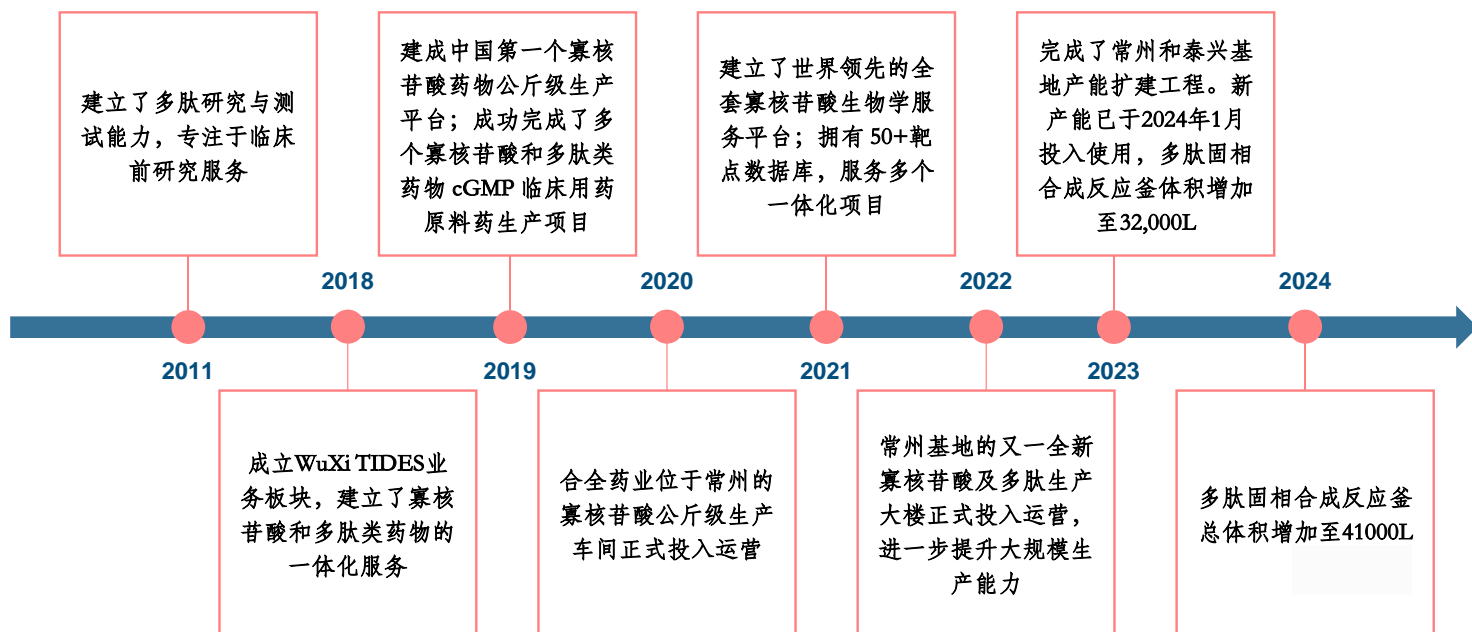 建立了多肽研究与测
试能力，专注于临床
前研究服务
建成中国第一个寡核
苷酸药物公斤级生产
平台；成功完成了多
个寡核苷酸和多肽类
药物 cGMP 临床用药
原料药生产项目
建立了世界领先的全
套寡核苷酸生物学服
务平台；拥有 50+靶
点数据库，服务多个
一体化项目
完成了常州和泰兴基
地产能扩建工程。新
产能已于2024年1月
投入使用，多肽固相
合成反应釜体积增加
至32,000L
2018
2020
2022
2024
2011
2019
2021
2023
成立WuXi TIDES业
务板块，建立了寡核
苷酸和多肽类药物的
一体化服务
合全药业位于常州的
寡核苷酸公斤级生产
车间正式投入运营
常州基地的又一全新
寡核苷酸及多肽生产
大楼正式投入运营，
进一步提升大规模生
产能力
多肽固相合成反应釜
总体积增加至41000L